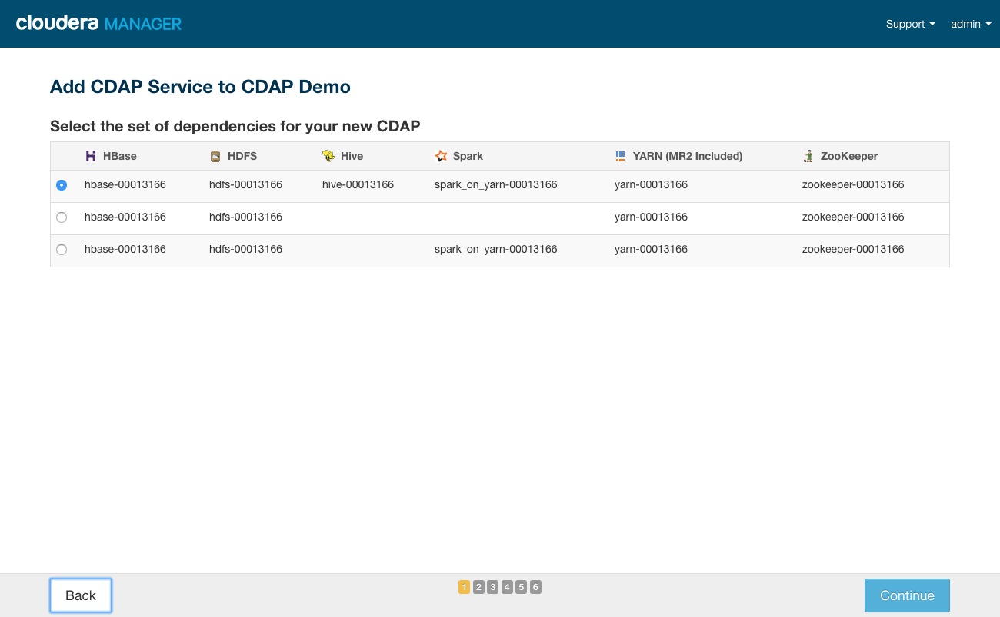 cloudera MANAGER Support admin
Add CDAP Service to CDAP Demo
Select the set of dependencies for your new CDAP
HBase HDFS Hive Spark YARN (MR2 Included) ZooKeeper
hbase-00013166 hdfs-00013166 hive-00013166 spark_on_yarn-00013166 yarn-00013166 zookeeper-00013166
hbase-00013166 hdfs-00013166 yarn-00013166 zookeeper-00013166
hbase-00013166 hdfs-00013166 spark_on_yarn-00013166 yarn-00013166 zookeeper-00013166
Back 1 2 3 4 5 6 Continue